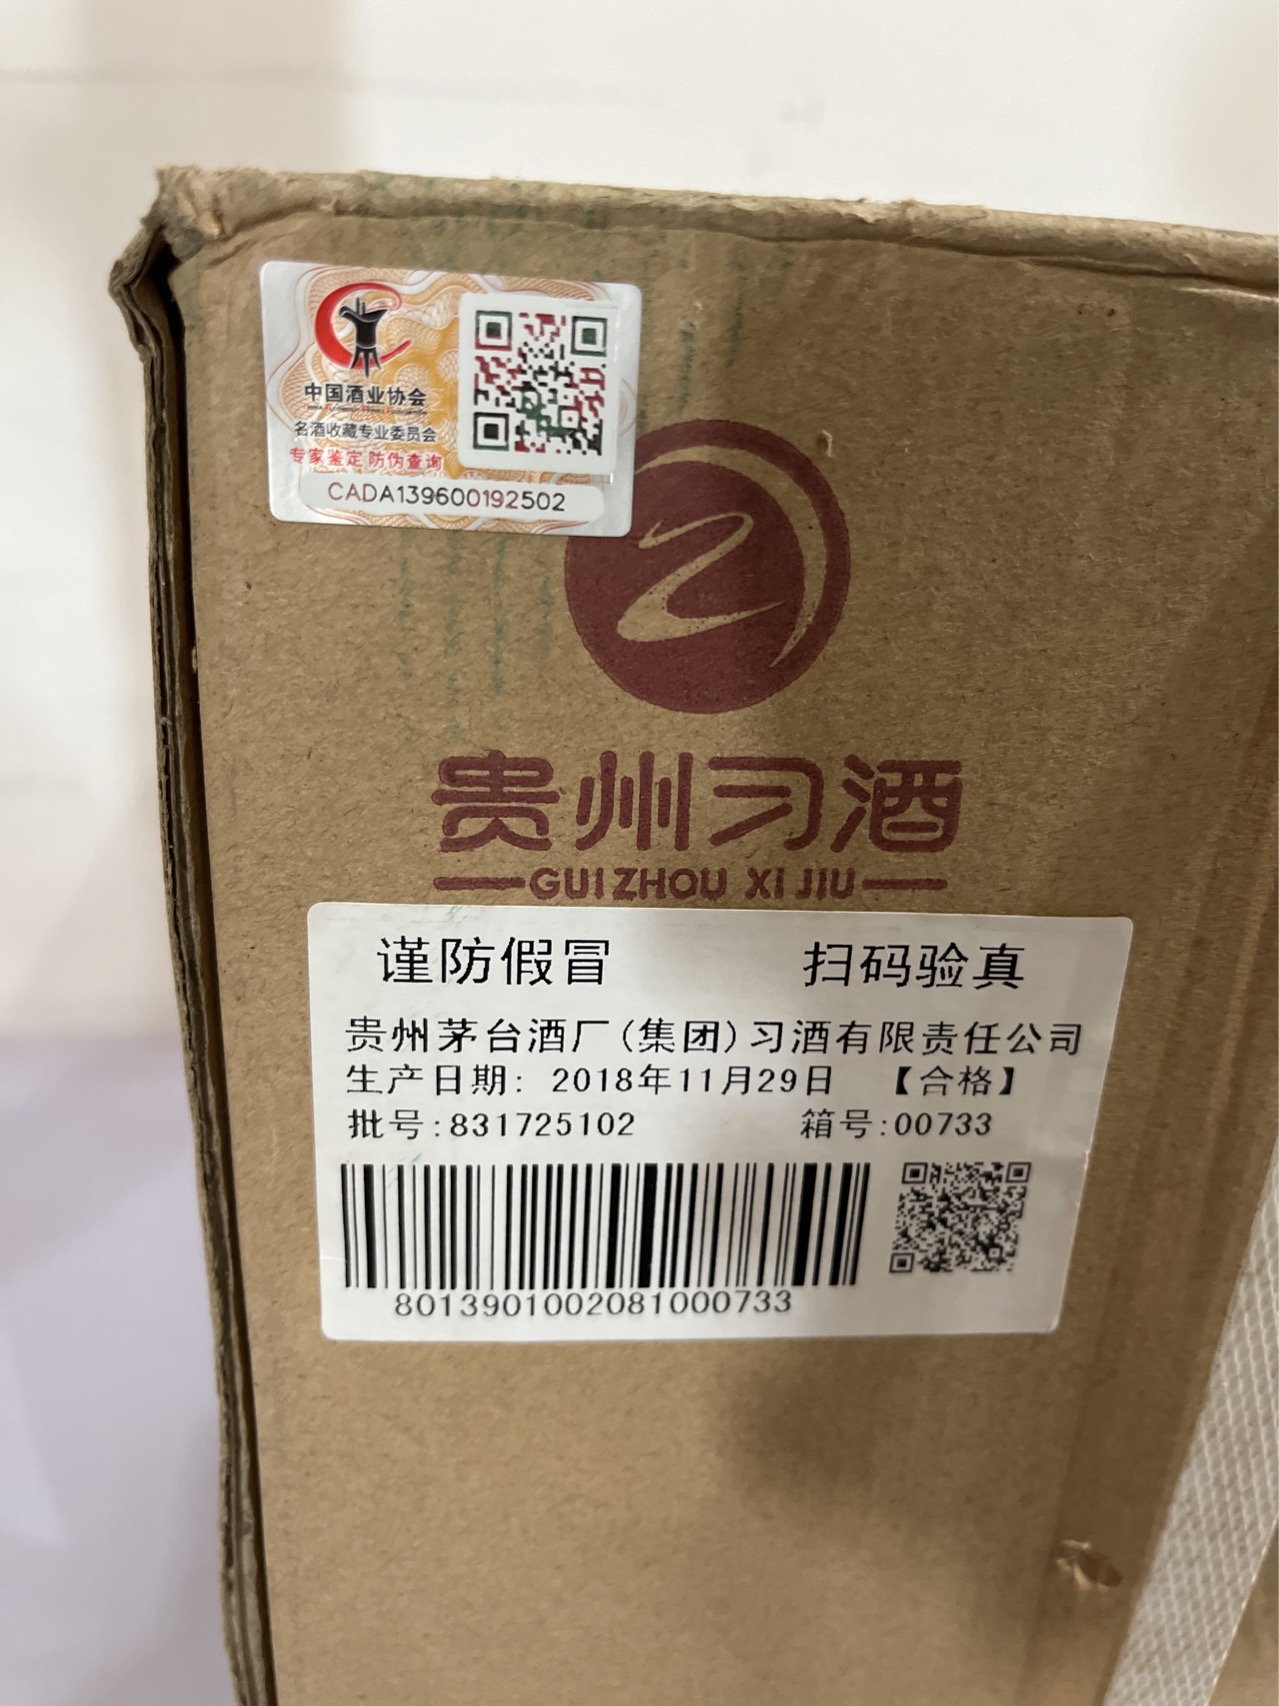 中国酒业协会
名酒收藏专业委员会
专家鉴定 防伪查询
CADA139600192502
贵州习酒
GUIZHOU XI JIU
谨防假冒 扫码验真
贵州茅台酒厂(集团)习酒有限责任公司
生产日期: 2018年11月29日 【合格】
批号:831725102 箱号:00733
8013901002081000733